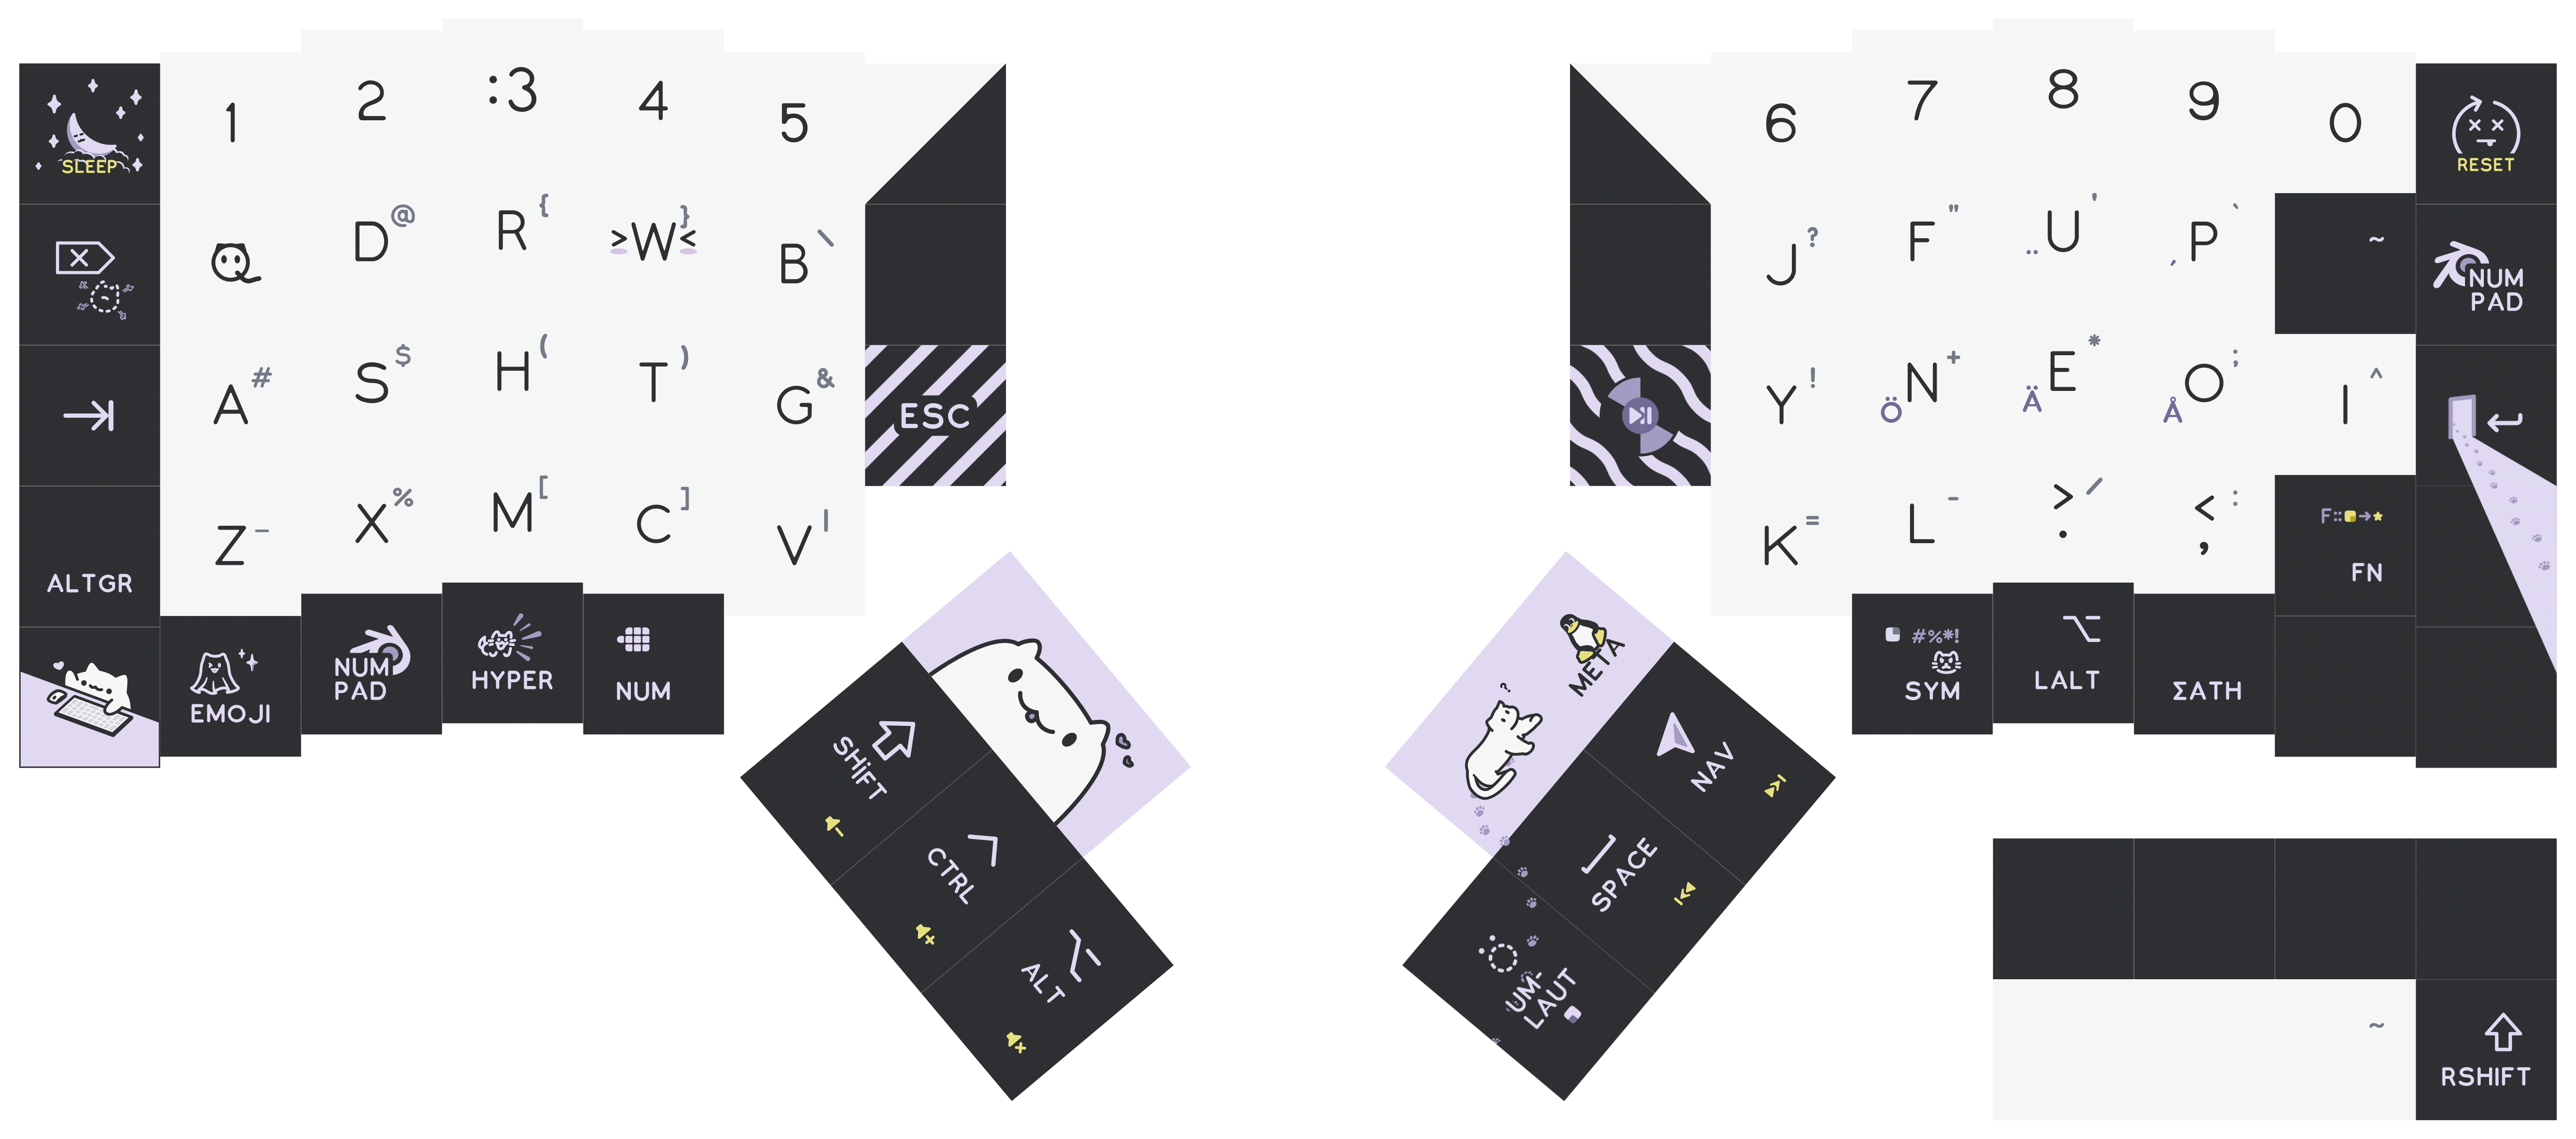 1 2 :3 4 5 6 7 8 9 0
SLEEP RESET
Q D @ R { >W< } B \ J ? F " U ' ¨ P ` ´ ~
NUM
PAD
A # S $ H ( T ) G & ESC Y ! N + Ö E * Ä O ; Å I ^
Z _ X % M [ C ] V | K = L - > / . < : ,
ALTGR
F::→
FN
EMOJI
NUM
PAD
HYPER
NUM
#%*!
SYM
LALT
ΣATH
SHIFT
CTRL
ALT
META
?
NAV
SPACE
UM-
LAUT
~
RSHIFT